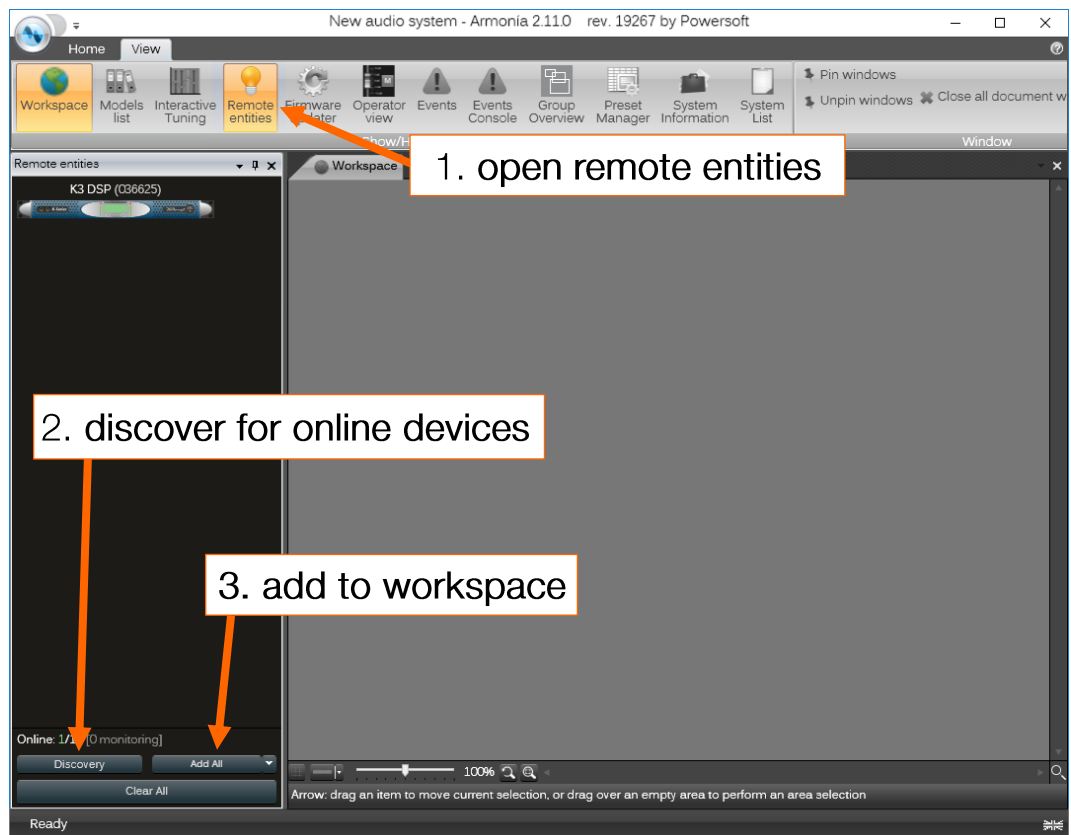 New audio system - Armonía 2.11.0 rev. 19267 by Powersoft
Home View
Workspace
Models list
Interactive Tuning
Remote entities
Firmware
Operator view
Events
Events Console
Group Overview
Preset Manager
System Information
System List
Pin windows
Unpin windows
Close all document w
Window
1. open remote entities
Remote entities
Workspace
K3 DSP (036625)
2. discover for online devices
3. add to workspace
Online: 1/1 [0 monitoring]
Discovery
Add All
Clear All
100%
Arrow: drag an item to move current selection, or drag over an empty area to perform an area selection
Ready